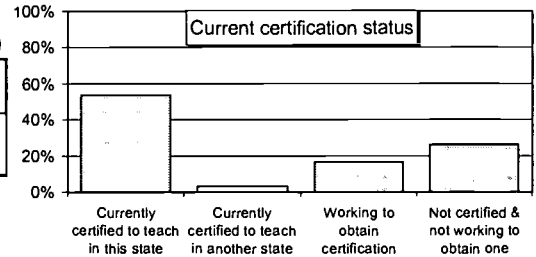 Current certification status
100%
80%
60%
40%
20%
0%
Currently certified to teach in this state
Currently certified to teach in another state
Working to obtain certification
Not certified & not working to obtain one